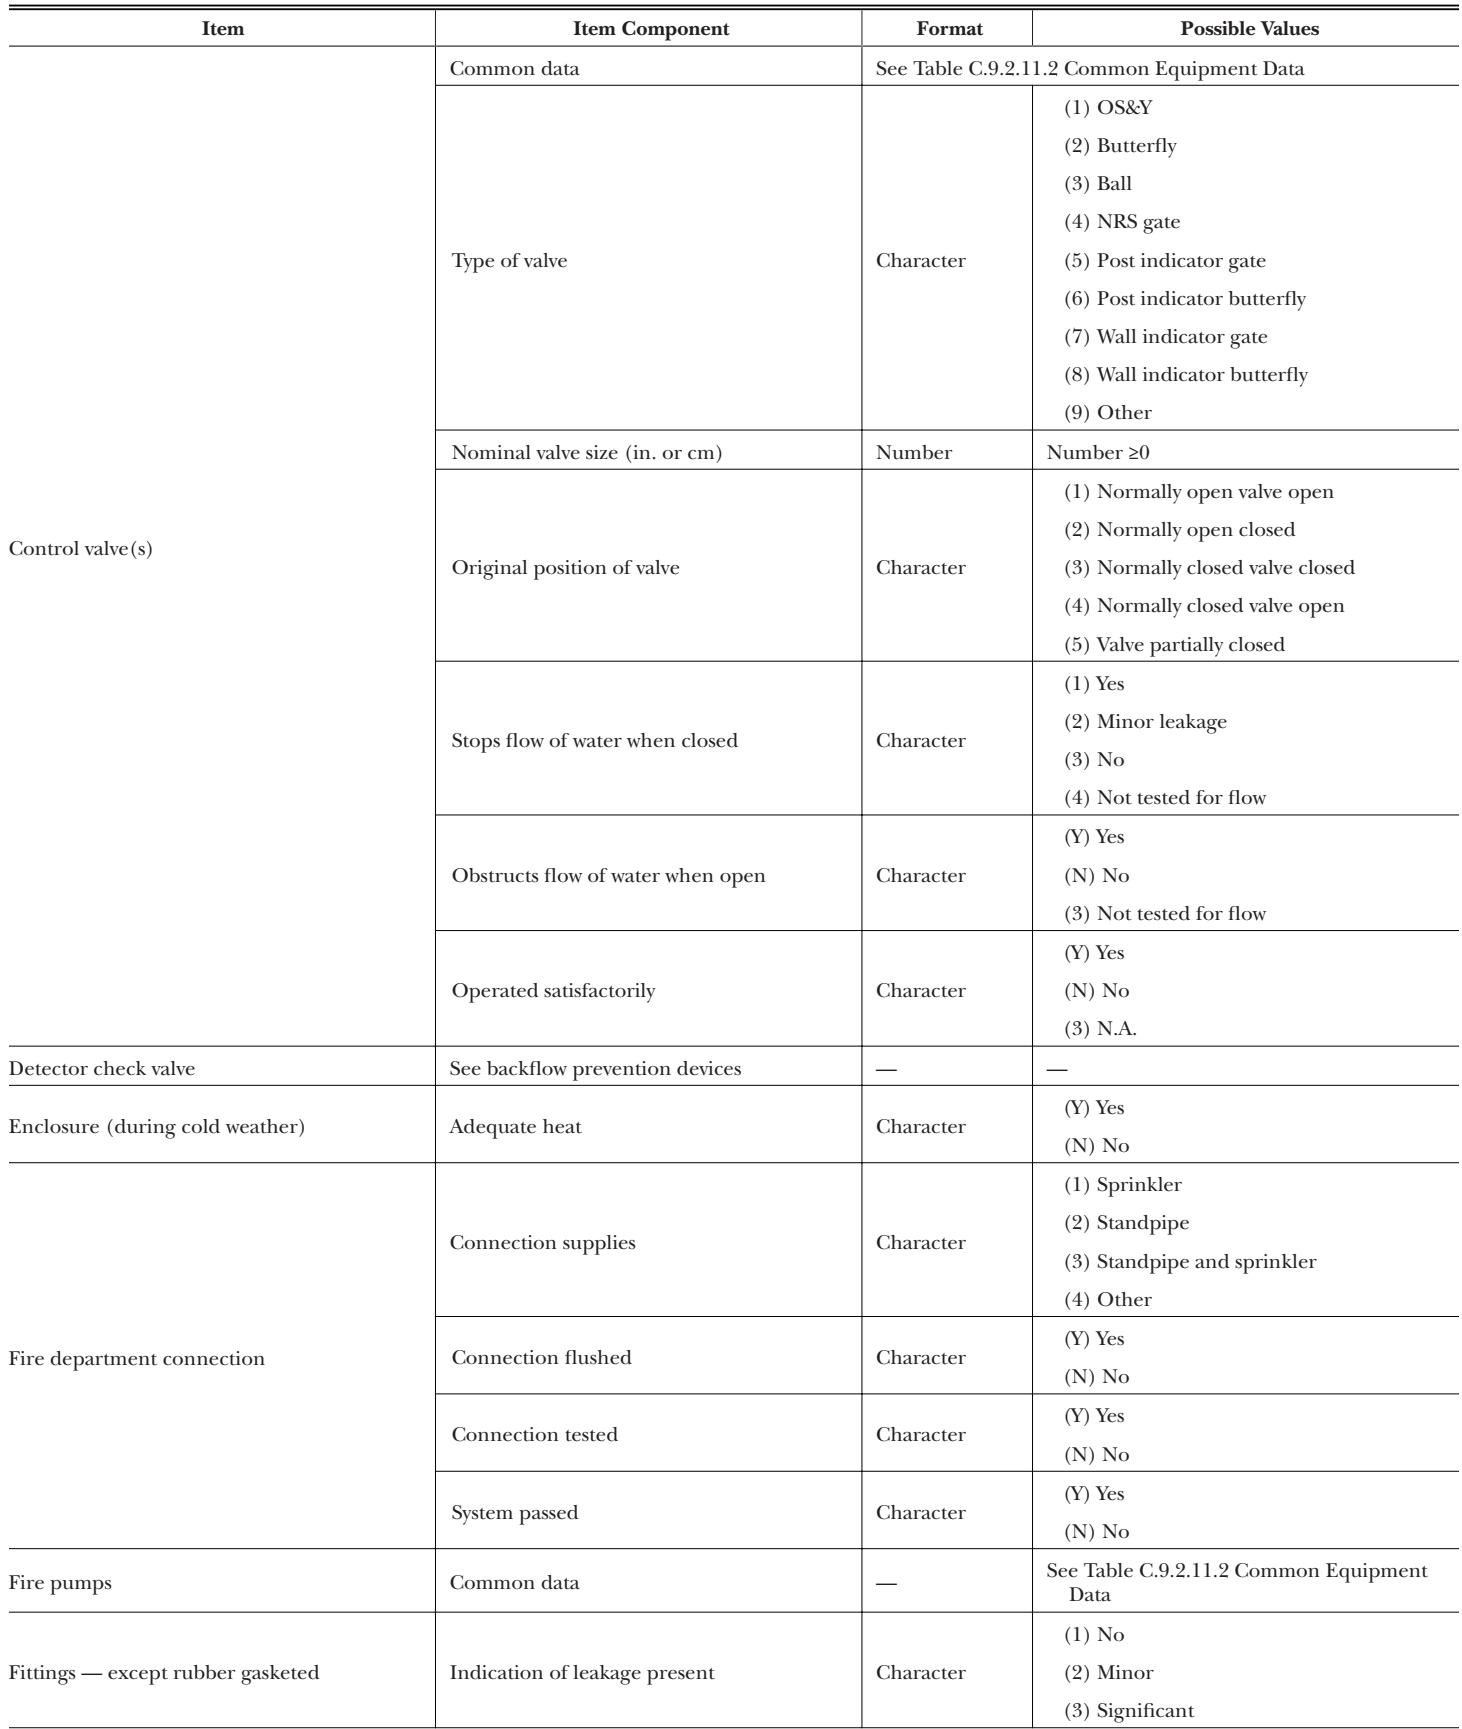 Item Item Component Format Possible Values
Control valve(s)
Common data See Table C.9.2.11.2 Common Equipment Data
Type of valve Character
(1) OS&Y
(2) Butterfly
(3) Ball
(4) NRS gate
(5) Post indicator gate
(6) Post indicator butterfly
(7) Wall indicator gate
(8) Wall indicator butterfly
(9) Other
Nominal valve size (in. or cm) Number Number ≥0
Original position of valve Character
(1) Normally open valve open
(2) Normally open closed
(3) Normally closed valve closed
(4) Normally closed valve open
(5) Valve partially closed
Stops flow of water when closed Character
(1) Yes
(2) Minor leakage
(3) No
(4) Not tested for flow
Obstructs flow of water when open Character
(Y) Yes
(N) No
(3) Not tested for flow
Operated satisfactorily Character
(Y) Yes
(N) No
(3) N.A.
Detector check valve See backflow prevention devices — —
Enclosure (during cold weather) Adequate heat Character
(Y) Yes
(N) No
Fire department connection
Connection supplies Character
(1) Sprinkler
(2) Standpipe
(3) Standpipe and sprinkler
(4) Other
Connection flushed Character
(Y) Yes
(N) No
Connection tested Character
(Y) Yes
(N) No
System passed Character
(Y) Yes
(N) No
Fire pumps Common data — See Table C.9.2.11.2 Common Equipment
Data
Fittings — except rubber gasketed Indication of leakage present Character
(1) No
(2) Minor
(3) Significant